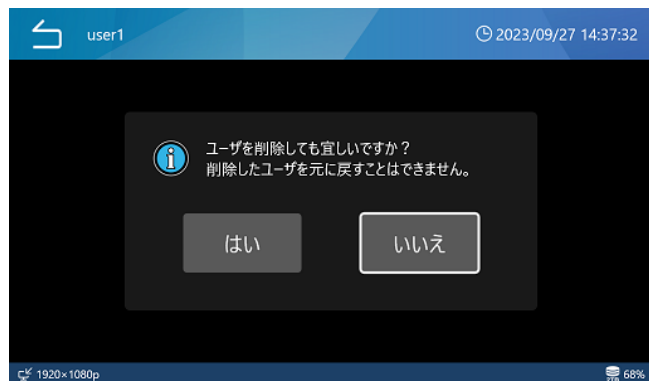 user1
2023/09/27 14:37:32
ユーザを削除しても宜しいですか？
削除したユーザを元に戻すことはできません。
はい
いいえ
1920×1080p
68%